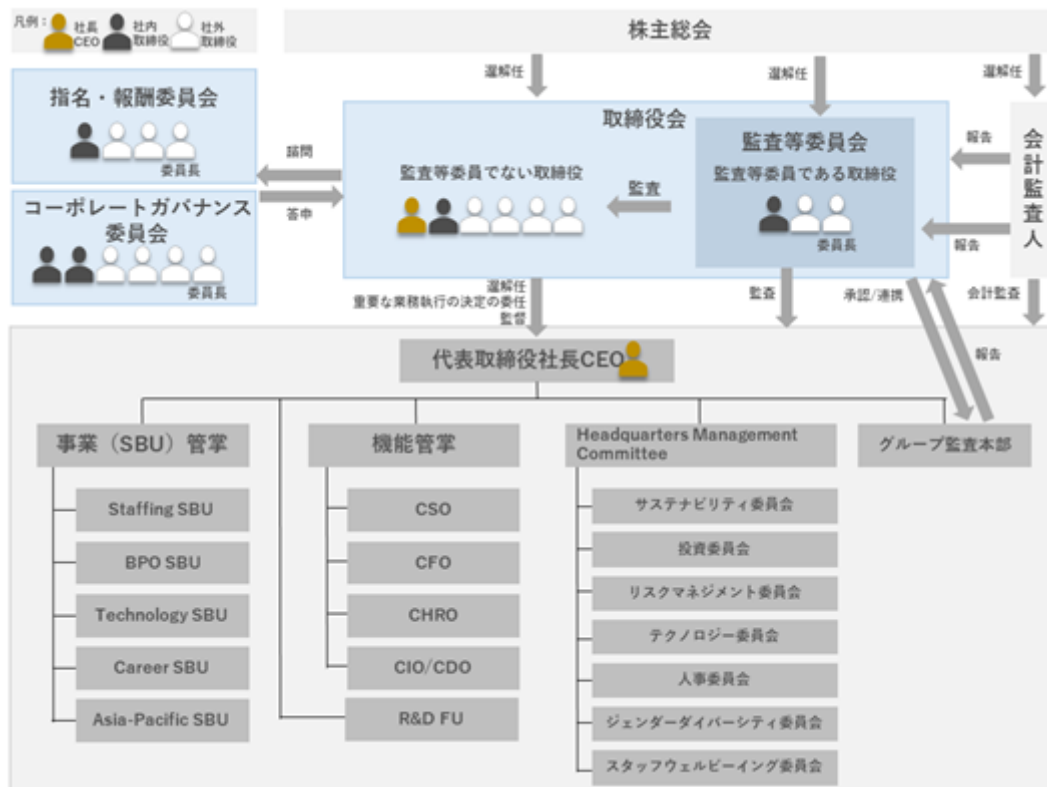 凡例：
社長
CEO
社内
取締役
社外
取締役
株主総会
選解任
選解任
選解任
指名・報酬委員会
委員長
コーポレートガバナンス
委員会
委員長
諮問
答申
取締役会
監査等委員でない取締役
監査
監査等委員会
監査等委員である取締役
委員長
報告
報告
会計監査人
選解任
重要な業務執行の決定の委任
監督
監査
承認/連携
報告
会計監査
代表取締役社長CEO
事業（SBU）管掌
Staffing SBU
BPO SBU
Technology SBU
Career SBU
Asia-Pacific SBU
機能管掌
CSO
CFO
CHRO
CIO/CDO
R&D FU
Headquarters Management
Committee
サステナビリティ委員会
投資委員会
リスクマネジメント委員会
テクノロジー委員会
人事委員会
ジェンダーダイバーシティ委員会
スタッフウェルビーイング委員会
グループ監査本部